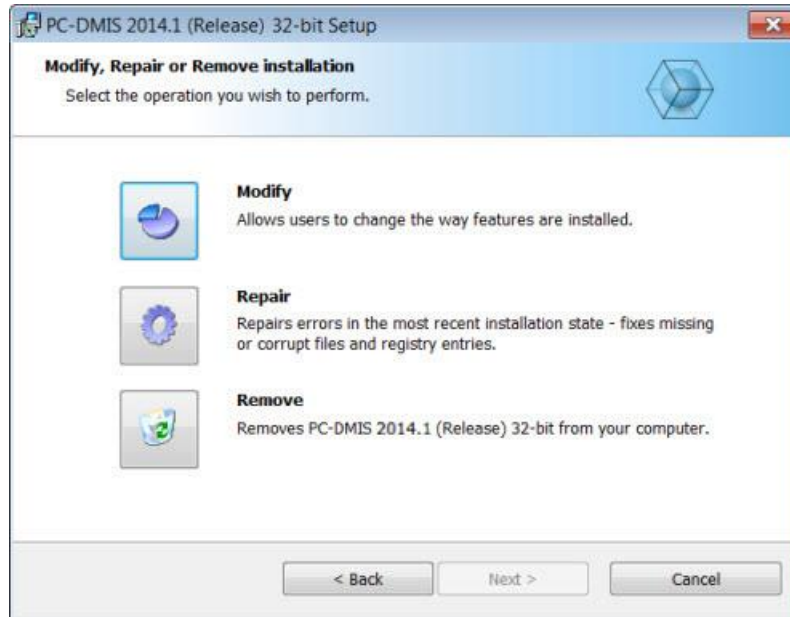 PC-DMIS 2014.1 (Release) 32-bit Setup
Modify, Repair or Remove installation
Select the operation you wish to perform.
Modify
Allows users to change the way features are installed.
Repair
Repairs errors in the most recent installation state - fixes missing
or corrupt files and registry entries.
Remove
Removes PC-DMIS 2014.1 (Release) 32-bit from your computer.
< Back
Next >
Cancel